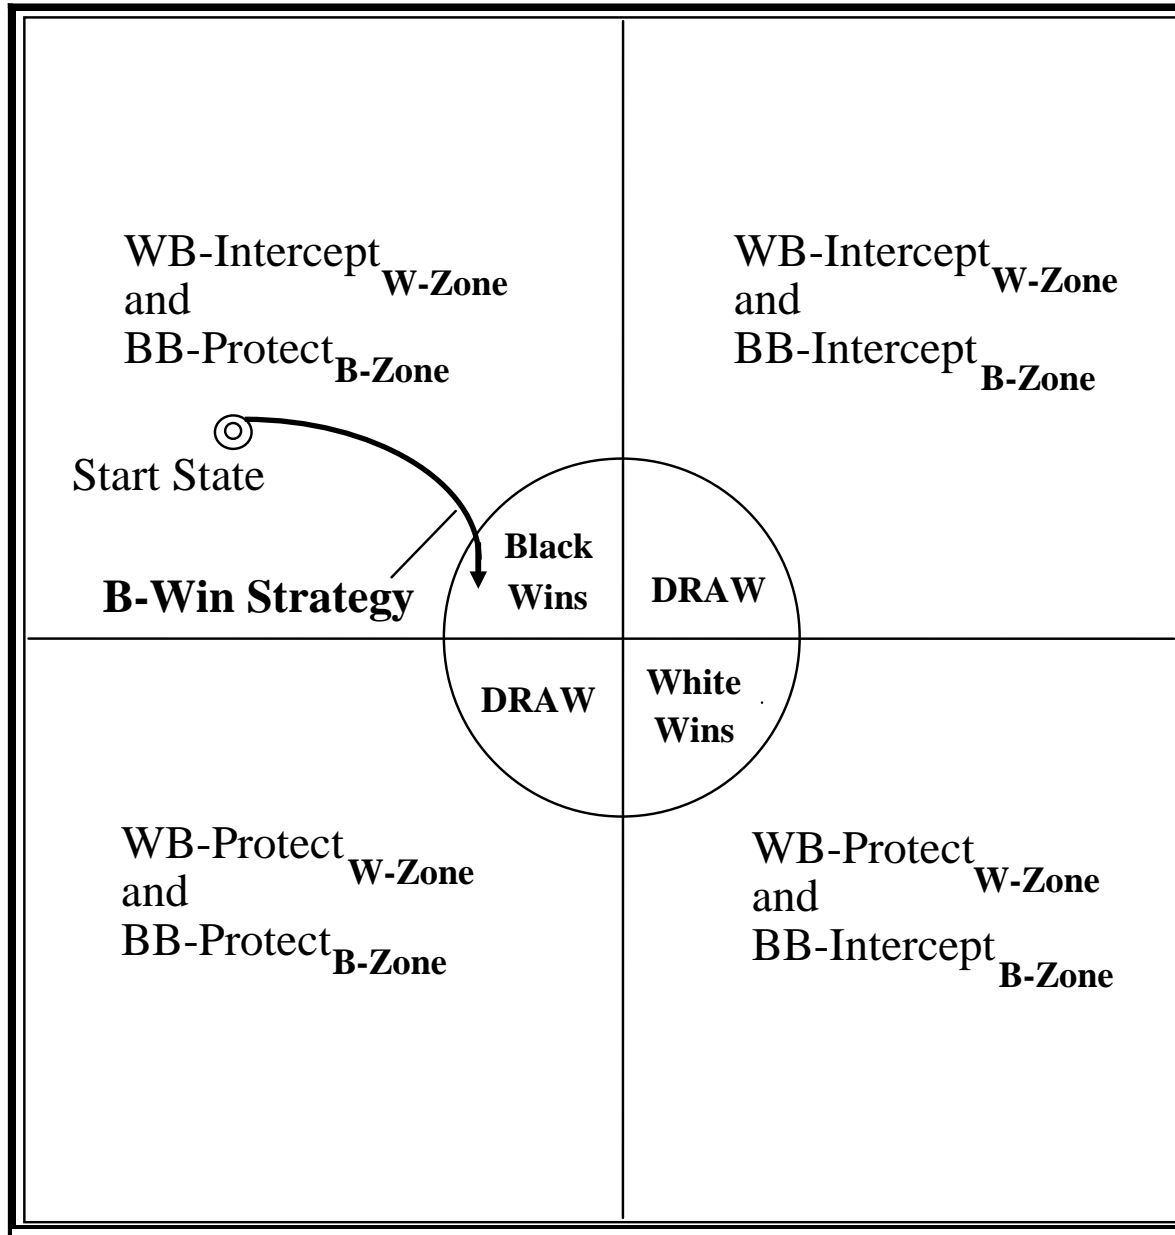 WB-Intercept W-Zone
and
BB-Protect B-Zone
WB-Intercept W-Zone
and
BB-Intercept B-Zone
Start State
B-Win Strategy
Black
Wins
DRAW
DRAW
White
Wins
WB-Protect W-Zone
and
BB-Protect B-Zone
WB-Protect W-Zone
and
BB-Intercept B-Zone